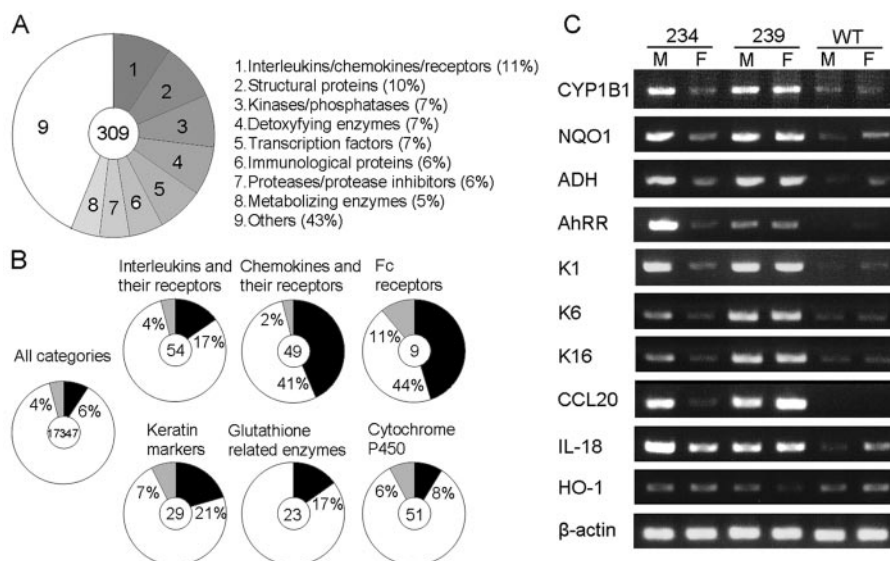 A
1
2
3
4
5
6
7
8
9
309
1.Interleukins/chemokines/receptors (11%)
2.Structural proteins (10%)
3.Kinases/phosphatases (7%)
4.Detoxyfying enzymes (7%)
5.Transcription factors (7%)
6.Immunological proteins (6%)
7.Proteases/protease inhibitors (6%)
8.Metabolizing enzymes (5%)
9.Others (43%)
B
All categories
4%
6%
17347
Interleukins and
their receptors
4%
54
17%
Chemokines and
their receptors
2%
49
41%
Fc
receptors
11%
9
44%
Keratin
markers
7%
29
21%
Glutathione
related enzymes
23
17%
Cytochrome
P450
6%
51
8%
C
234 239 WT
M F M F M F
CYP1B1
NQO1
ADH
AhRR
K1
K6
K16
CCL20
IL-18
HO-1
β-actin